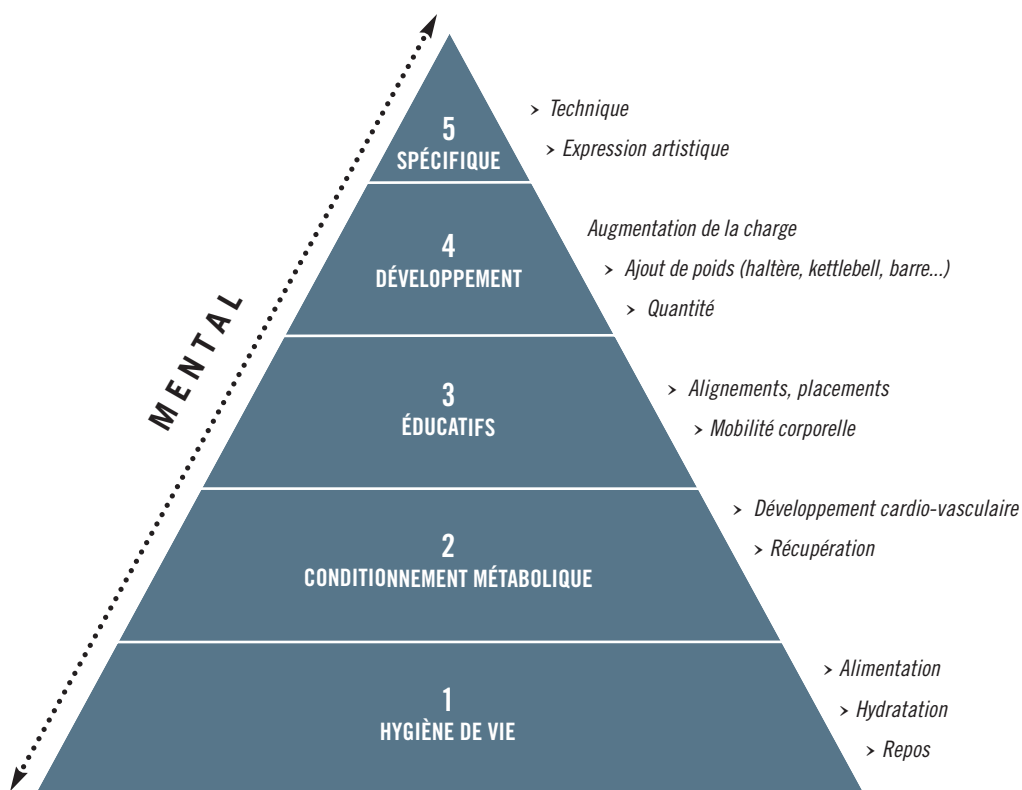 MENTAL
5
SPÉCIFIQUE
> Technique
> Expression artistique
4
DÉVELOPPEMENT
Augmentation de la charge
> Ajout de poids (haltère, kettlebell, barre...)
> Quantité
3
ÉDUCATIFS
> Alignements, placements
> Mobilité corporelle
2
CONDITIONNEMENT MÉTABOLIQUE
> Développement cardio-vasculaire
> Récupération
1
HYGIÈNE DE VIE
> Alimentation
> Hydratation
> Repos